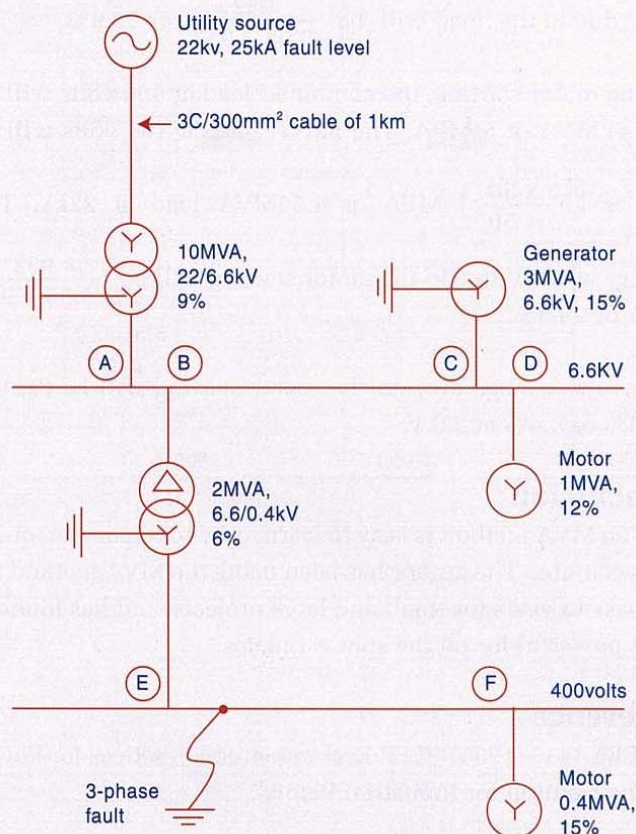 Utility source
22kv, 25kA fault level
3C/300mm² cable of 1km
10MVA,
22/6.6kV
9%
Generator
3MVA,
6.6kV, 15%
A
B
C
D
6.6KV
2MVA,
6.6/0.4kV
6%
Motor
1MVA,
12%
E
F
400volts
3-phase
fault
Motor
0.4MVA,
15%